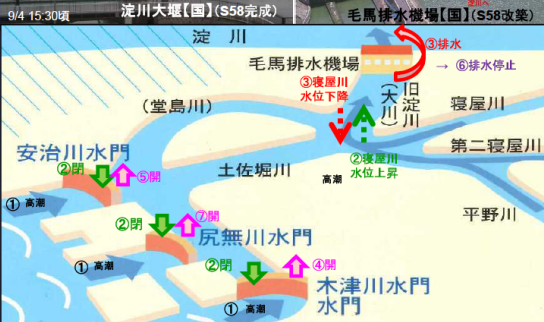 9/4 15:30頃
淀川大堰【国】(S58完成)
毛馬排水機場【国】(S58改築)
淀 川
毛馬排水機場
③排水
→ ⑥排水停止
③寝屋川
水位下降
旧淀川
(大川)
(堂島川)
寝屋川
第二寝屋川
②寝屋川
水位上昇
高潮
土佐堀川
平野川
安治川水門
②閉
⑤開
① 高潮
②閉
⑦開
尻無川水門
① 高潮
②閉
④開
木津川水門
水門
① 高潮